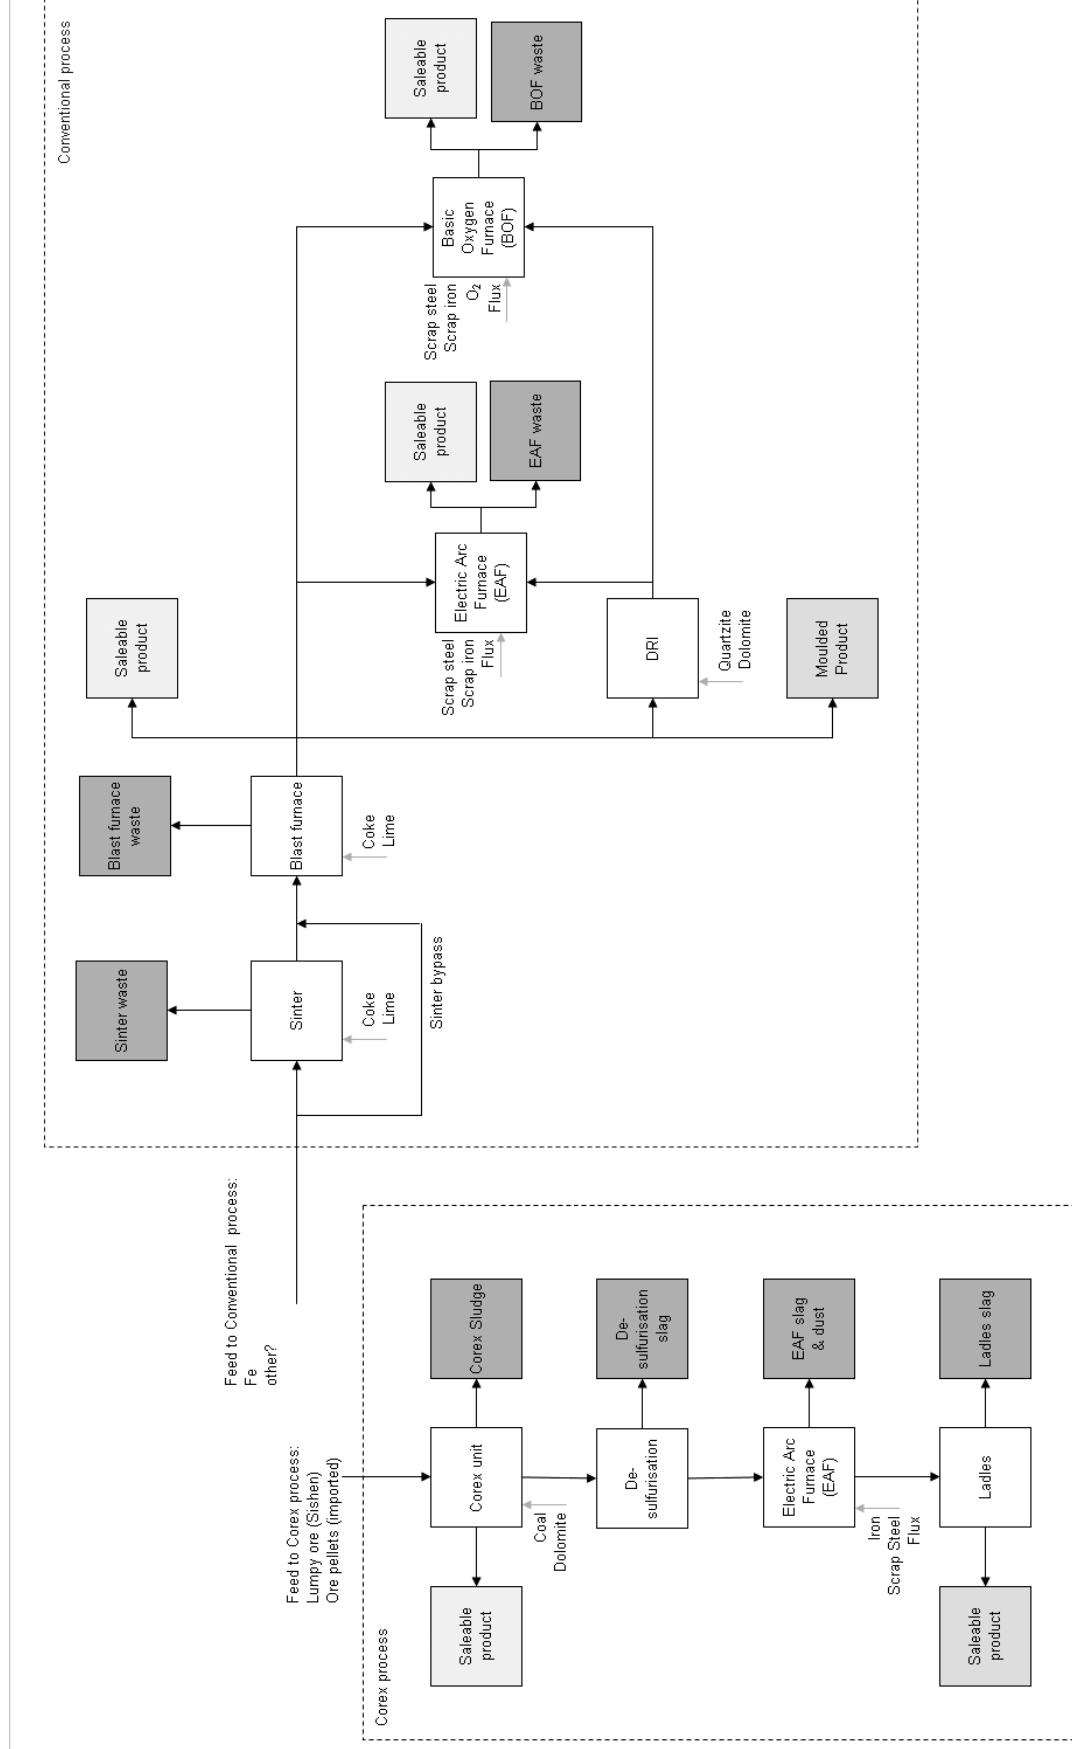 Conventional process
Saleable
product
BOF waste
Basic
Oxygen
Furnace
(BOF)
Scrap steel
Scrap iron
O2
Flux
Saleable
product
EAF waste
Electric Arc
Furnace
(EAF)
Scrap steel
Scrap iron
Flux
Saleable
product
DRI
Quartzite
Dolomite
Moulded
Product
Blast furnace
waste
Blast furnace
Coke
Lime
Sinter waste
Sinter
Coke
Lime
Sinter bypass
Feed to Conventional process:
Fe
other?
Feed to Corex process:
Lumpy ore (Sishen)
Ore pellets (imported)
Corex process
Corex Sludge
Corex unit
Saleable
product
Coal
Dolomite
De-
sulfurisation
slag
De-
sulfurisation
EAF slag
& dust
Electric Arc
Furnace
(EAF)
Iron
Scrap Steel
Flux
Ladles slag
Ladles
Saleable
product